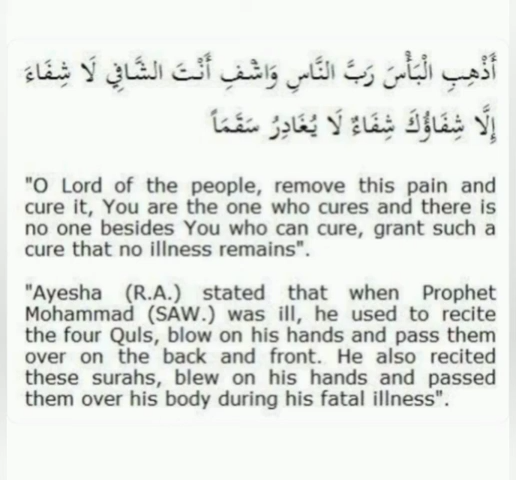 أَذْهِبِ الْبَأْسَ رَبَّ النَّاسِ وَاشْفِ أَنْتَ الشَّافِي لَا شِفَاءَ
إِلَّا شِفَاؤُكَ شِفَاءٌ لَا يُغَادِرُ سَقَمَاً
"O Lord of the people, remove this pain and
cure it, You are the one who cures and there is
no one besides You who can cure, grant such a
cure that no illness remains".
"Ayesha (R.A.) stated that when Prophet
Mohammad (SAW.) was ill, he used to recite
the four Quls, blow on his hands and pass them
over on the back and front. He also recited
these surahs, blew on his hands and passed
them over his body during his fatal illness".